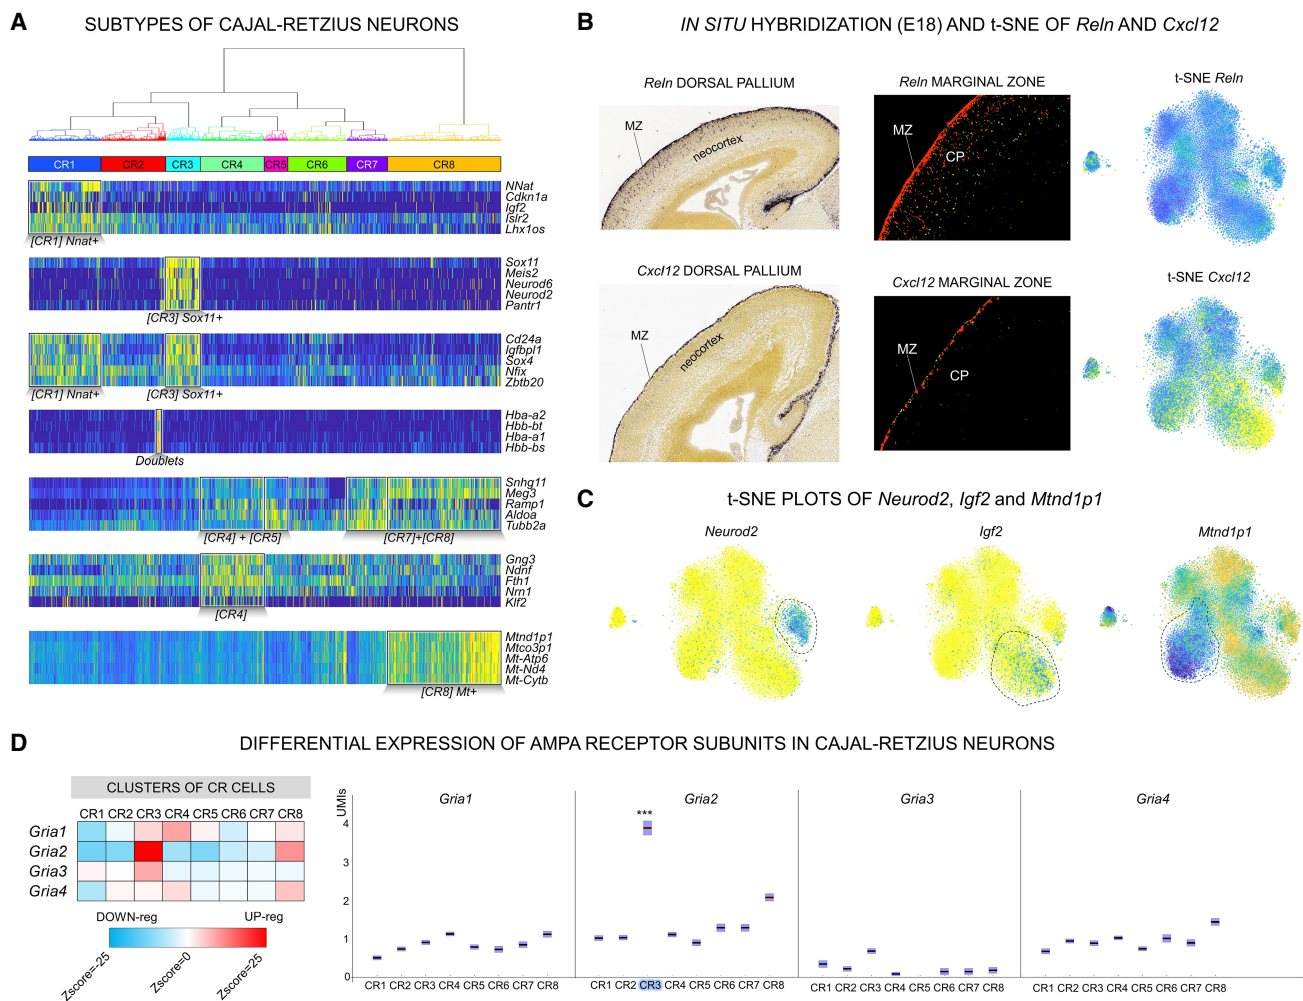 A
SUBTYPES OF CAJAL-RETZIUS NEURONS
CR1 CR2 CR3 CR4 CR5 CR6 CR7 CR8
NNat
Cdkn1a
Igf2
Islr2
Lhx1os
[CR1] Nnat+
Sox11
Meis2
Neurod6
Neurod2
Pantr1
[CR3] Sox11+
Cd24a
Igfbpl1
Sox4
Nfix
Zbtb20
[CR1] Nnat+ [CR3] Sox11+
Hba-a2
Hbb-bt
Hba-a1
Hbb-bs
Doublets
Snhg11
Meg3
Ramp1
Aldoa
Tubb2a
[CR4] + [CR5] [CR7]+[CR8]
Gng3
Ndnf
Fth1
Nrn1
Klf2
[CR4]
Mtnd1p1
Mtco3p1
Mt-Atp6
Mt-Nd4
Mt-Cytb
[CR8] Mt+
B
IN SITU HYBRIDIZATION (E18) AND t-SNE OF Reln AND Cxcl12
Reln DORSAL PALLIUM
MZ
neocortex
Reln MARGINAL ZONE
MZ
CP
t-SNE Reln
Cxcl12 DORSAL PALLIUM
MZ
neocortex
Cxcl12 MARGINAL ZONE
MZ
CP
t-SNE Cxcl12
C
t-SNE PLOTS OF Neurod2, Igf2 and Mtnd1p1
Neurod2
Igf2
Mtnd1p1
D
DIFFERENTIAL EXPRESSION OF AMPA RECEPTOR SUBUNITS IN CAJAL-RETZIUS NEURONS
CLUSTERS OF CR CELLS
CR1 CR2 CR3 CR4 CR5 CR6 CR7 CR8
Gria1
Gria2
Gria3
Gria4
DOWN-reg UP-reg
Zscore=-25 Zscore=0 Zscore=25
UMIs
4
3
2
1
0
Gria1
CR1 CR2 CR3 CR4 CR5 CR6 CR7 CR8
Gria2
***
CR1 CR2 CR3 CR4 CR5 CR6 CR7 CR8
Gria3
CR1 CR2 CR3 CR4 CR5 CR6 CR7 CR8
Gria4
CR1 CR2 CR3 CR4 CR5 CR6 CR7 CR8